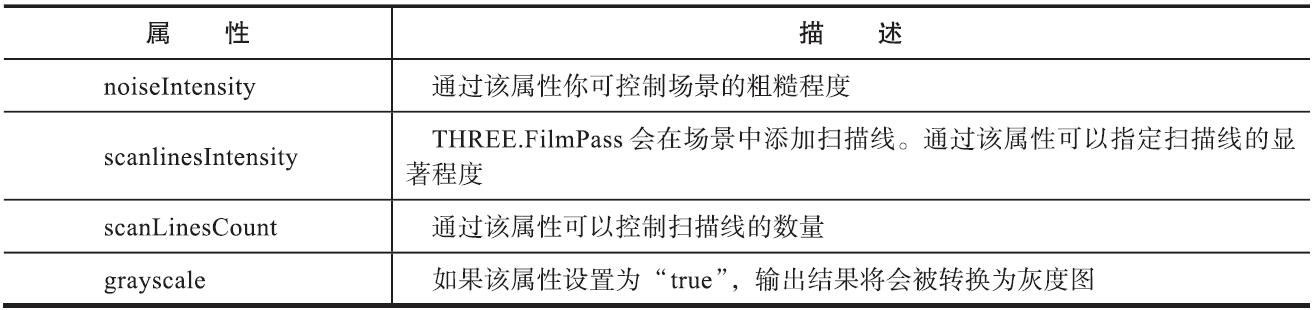 属 性 描 述
noiseIntensity 通过该属性你可控制场景的粗糙程度
scanlinesIntensity THREE.FilmPass 会在场景中添加扫描线。通过该属性可以指定扫描线的显
著程度
scanLinesCount 通过该属性可以控制扫描线的数量
grayscale 如果该属性设置为“true”，输出结果将会被转换为灰度图